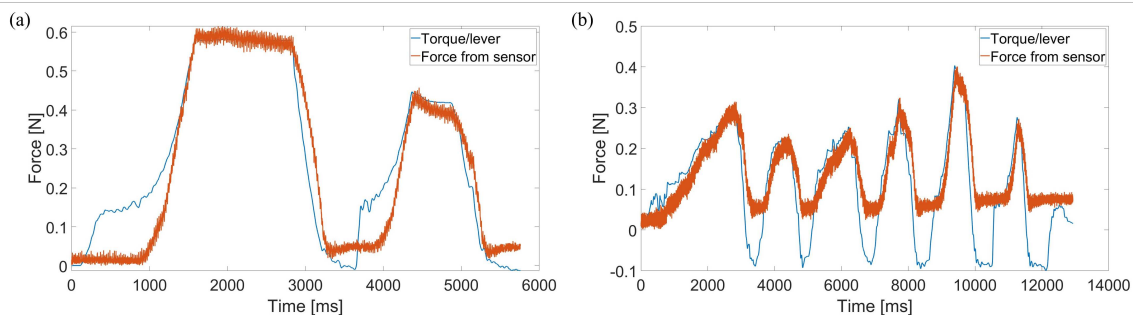 (a)
Force [N]
0.6
0.5
0.4
0.3
0.2
0.1
0
0 1000 2000 3000 4000 5000 6000
Time [ms]
Torque/lever
Force from sensor
(b)
Force [N]
0.5
0.4
0.3
0.2
0.1
0
-0.1
0 2000 4000 6000 8000 10000 12000 14000
Time [ms]
Torque/lever
Force from sensor